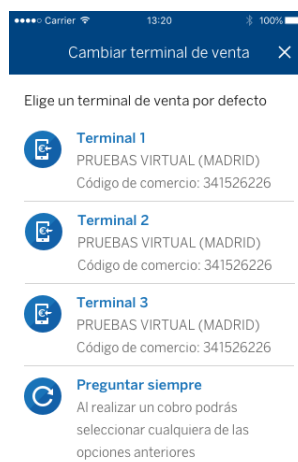 Carrier 13:20 100%
Cambiar terminal de venta ×
Elige un terminal de venta por defecto
Terminal 1
PRUEBAS VIRTUAL (MADRID)
Código de comercio: 341526226
Terminal 2
PRUEBAS VIRTUAL (MADRID)
Código de comercio: 341526226
Terminal 3
PRUEBAS VIRTUAL (MADRID)
Código de comercio: 341526226
Preguntar siempre
Al realizar un cobro podrás
seleccionar cualquiera de las
opciones anteriores